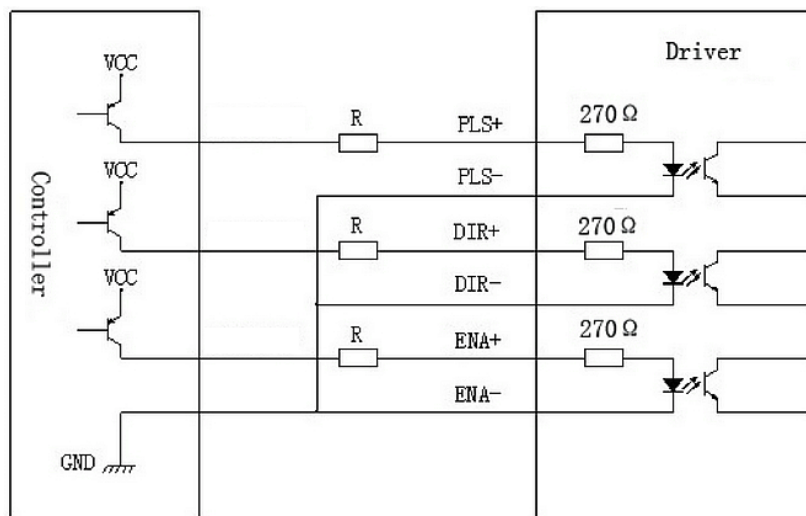 Driver
VCC
R
PLS+
270Ω
PLS-
VCC
R
DIR+
270Ω
DIR-
VCC
R
ENA+
270Ω
ENA-
GND
Controller